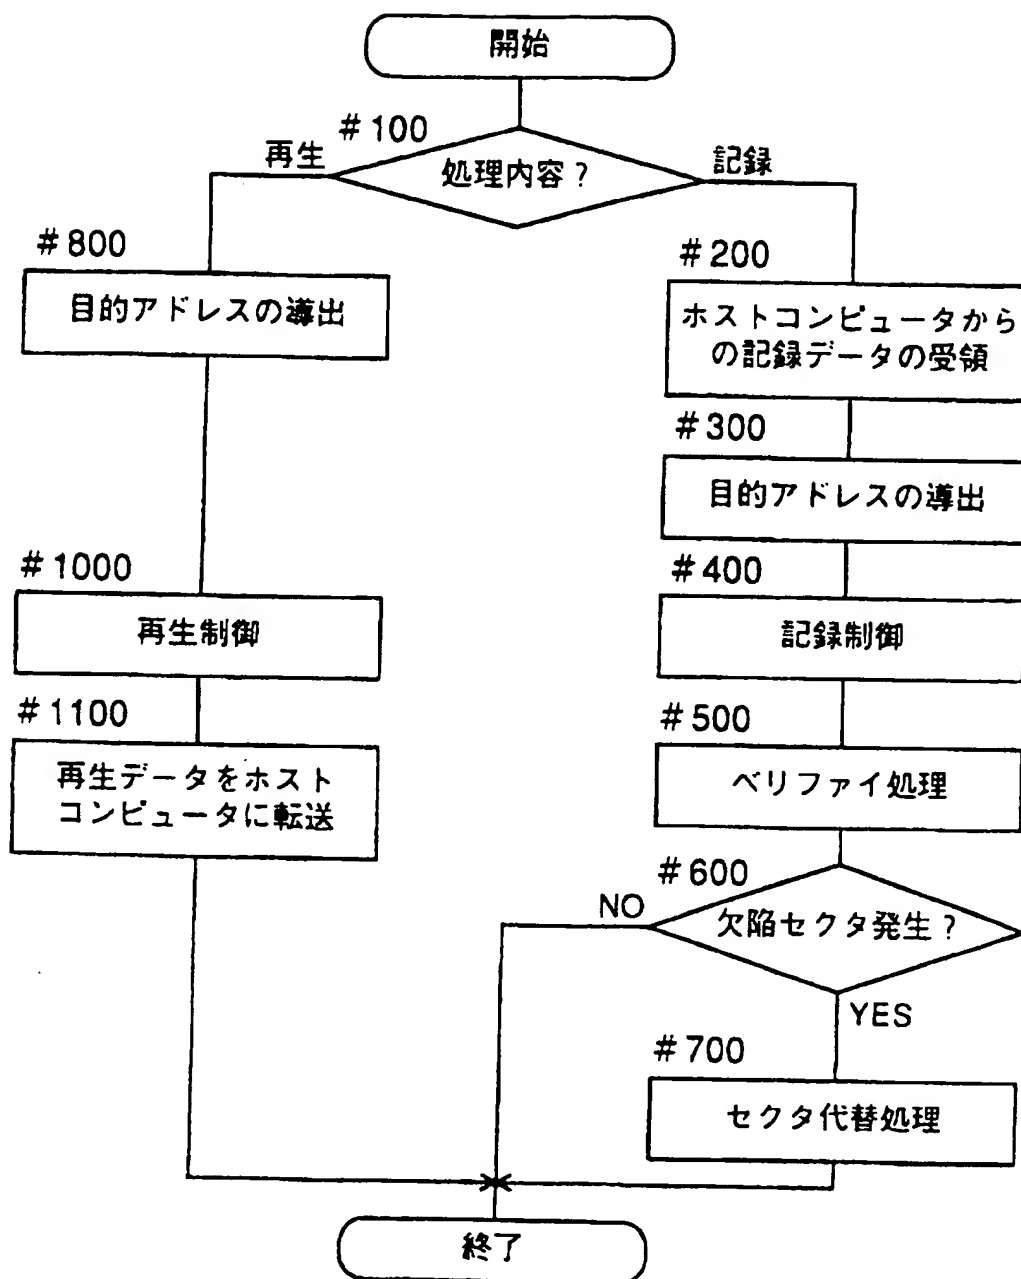 開始
#100
再生
処理内容?
記録
#800
目的アドレスの導出
#200
ホストコンピュータから
の記録データの受領
#300
目的アドレスの導出
#1000
再生制御
#400
記録制御
#1100
再生データをホスト
コンピュータに転送
#500
ベリファイ処理
#600
NO
欠陥セクタ発生?
YES
#700
セクタ代替処理
終了